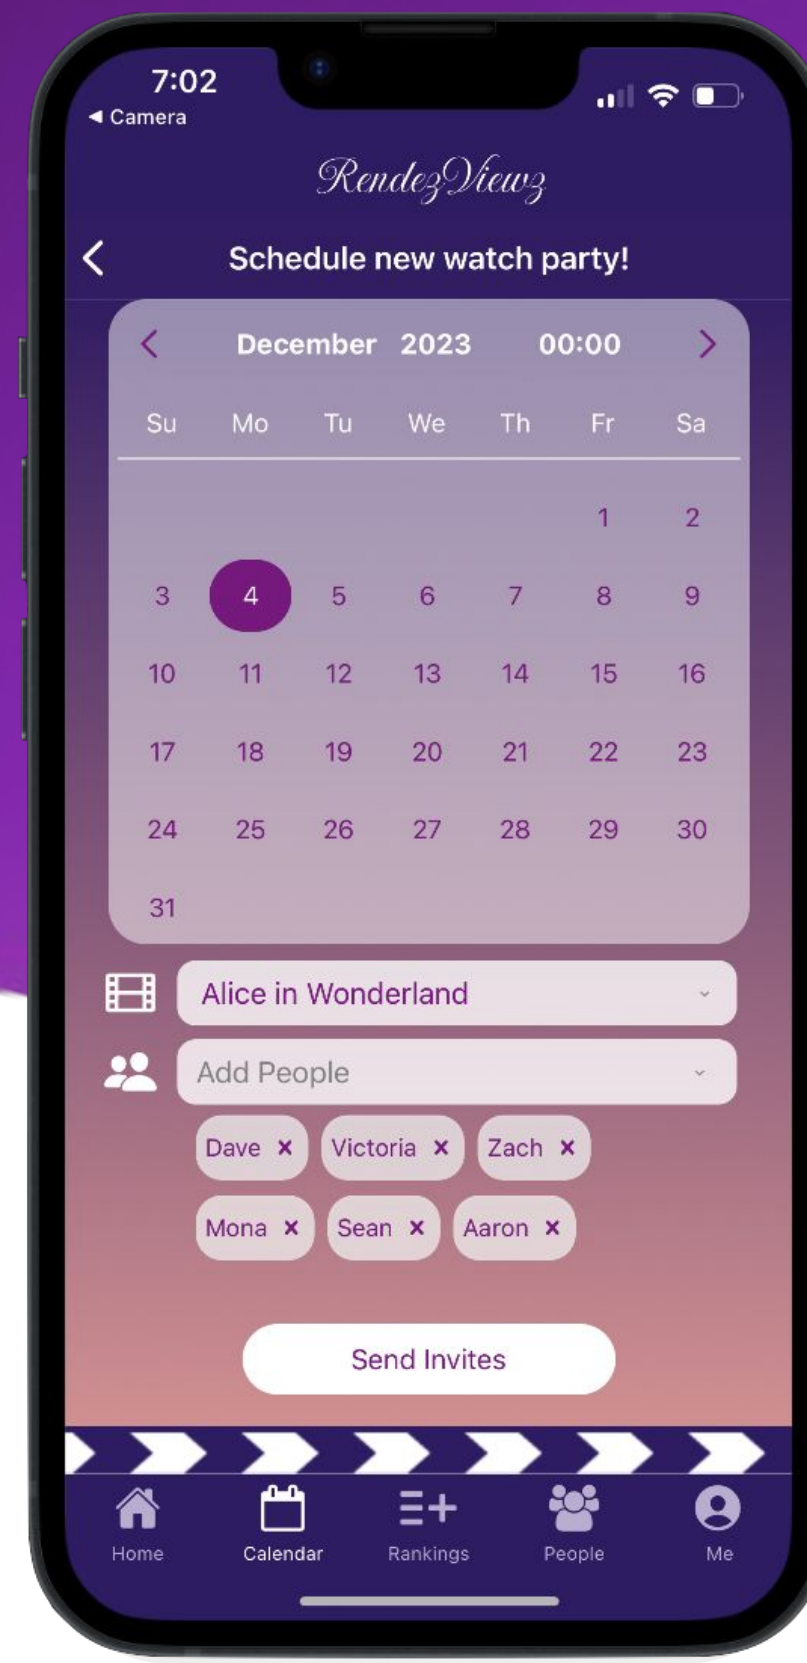 7:02
◀ Camera
RendezViewz
Schedule new watch party!
December 2023 00:00
Su Mo Tu We Th Fr Sa
1 2
3 4 5 6 7 8 9
10 11 12 13 14 15 16
17 18 19 20 21 22 23
24 25 26 27 28 29 30
31
Alice in Wonderland
Add People
Dave × Victoria × Zach ×
Mona × Sean × Aaron ×
Send Invites
Home Calendar Rankings People Me